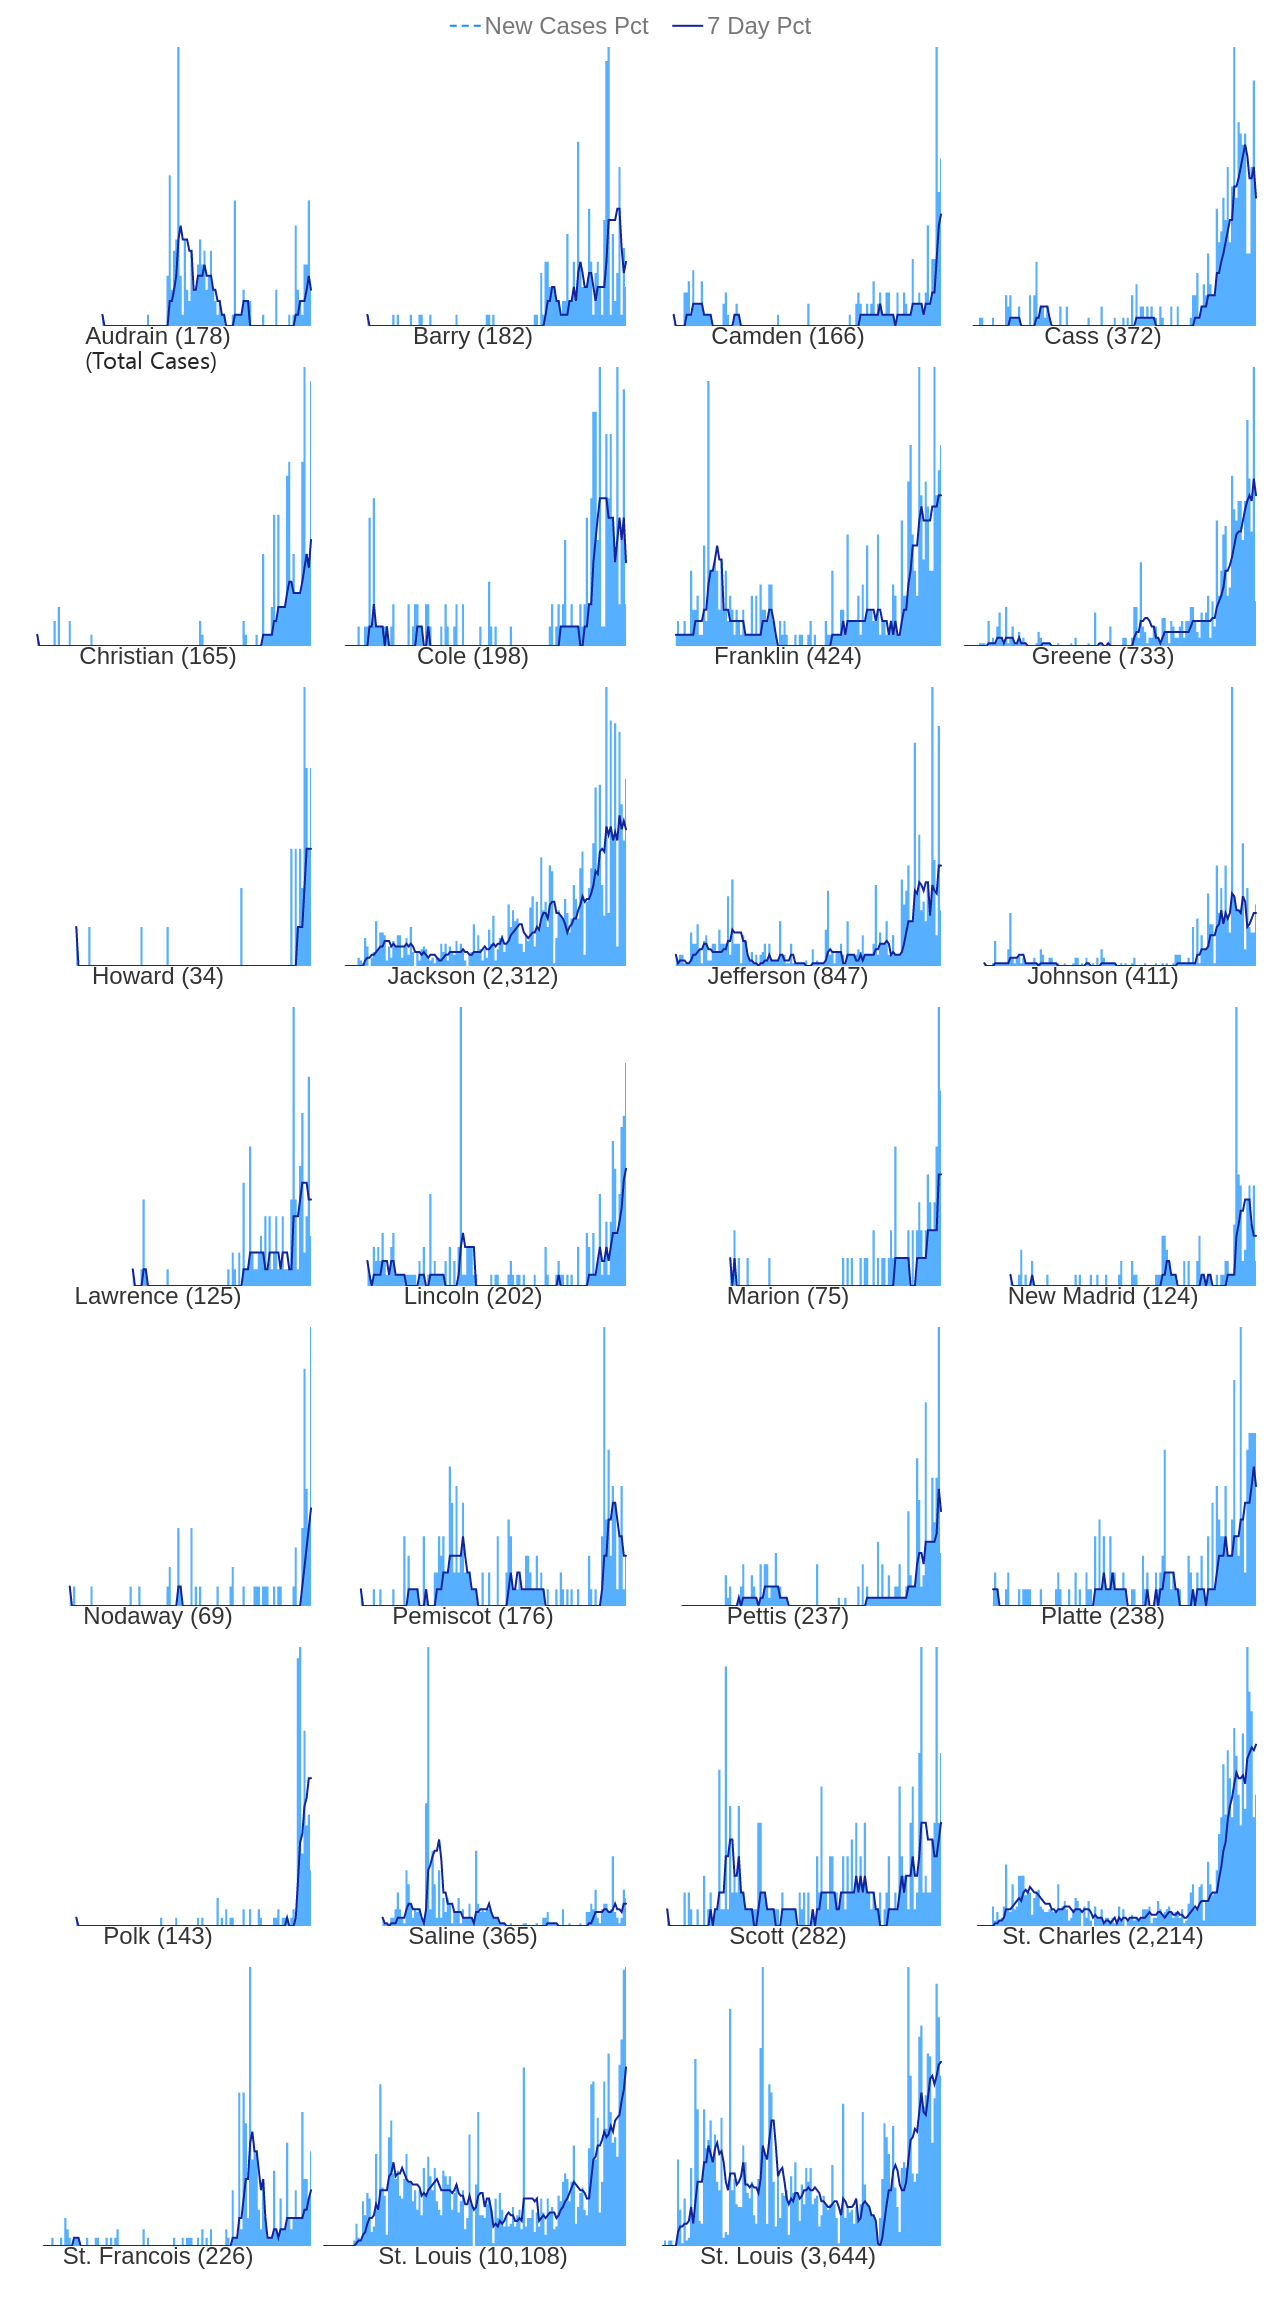 New Cases Pct 7 Day Pct
Audrain (178) Barry (182) Camden (166) Cass (372)
(Total Cases)
Christian (165) Cole (198) Franklin (424) Greene (733)
Howard (34) Jackson (2,312) Jefferson (847) Johnson (411)
Lawrence (125) Lincoln (202) Marion (75) New Madrid (124)
Nodaway (69) Pemiscot (176) Pettis (237) Platte (238)
Polk (143) Saline (365) Scott (282) St. Charles (2,214)
St. Francois (226) St. Louis (10,108) St. Louis (3,644)